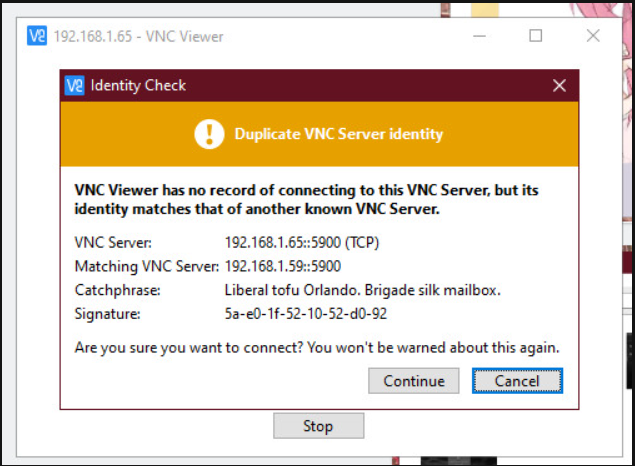 192.168.1.65 - VNC Viewer
Identity Check
Duplicate VNC Server identity
VNC Viewer has no record of connecting to this VNC Server, but its
identity matches that of another known VNC Server.
VNC Server: 192.168.1.65::5900 (TCP)
Matching VNC Server: 192.168.1.59::5900
Catchphrase: Liberal tofu Orlando. Brigade silk mailbox.
Signature: 5a-e0-1f-52-10-52-d0-92
Are you sure you want to connect? You won't be warned about this again.
Continue Cancel
Stop